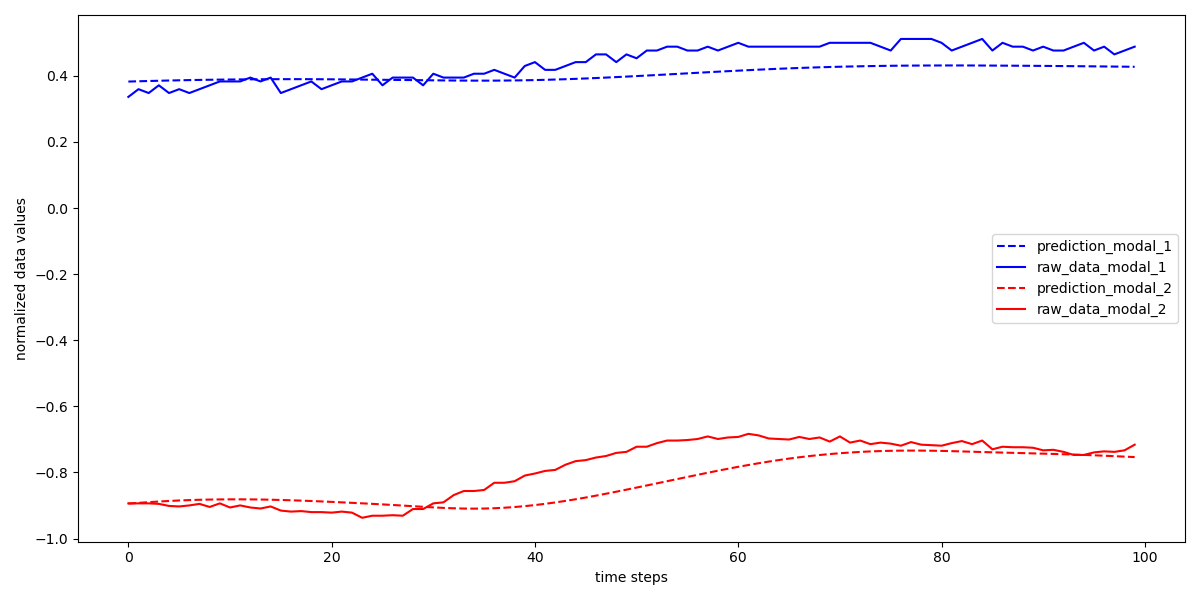 0.4
0.2
0.0
−0.2
−0.4
−0.6
−0.8
−1.0
normalized data values
0 20 40 60 80 100
time steps
prediction_modal_1
raw_data_modal_1
prediction_modal_2
raw_data_modal_2